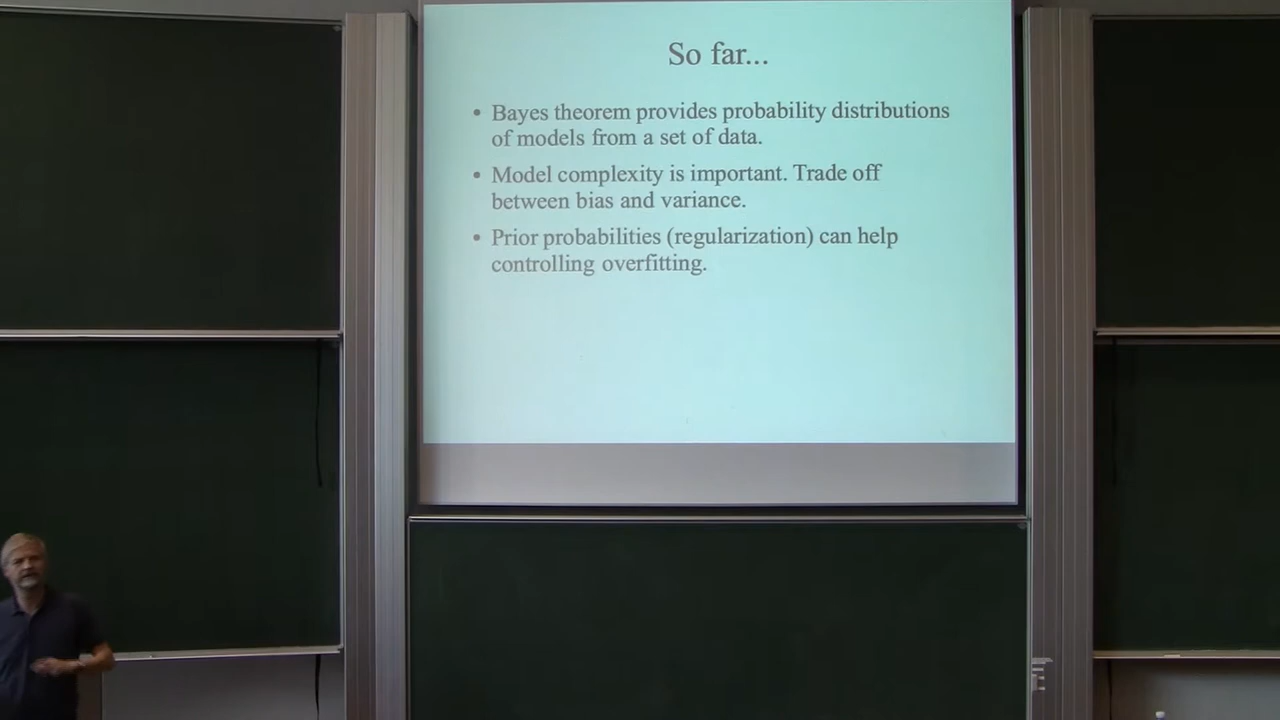 So far...
• Bayes theorem provides probability distributions
of models from a set of data.
• Model complexity is important. Trade off
between bias and variance.
• Prior probabilities (regularization) can help
controlling overfitting.